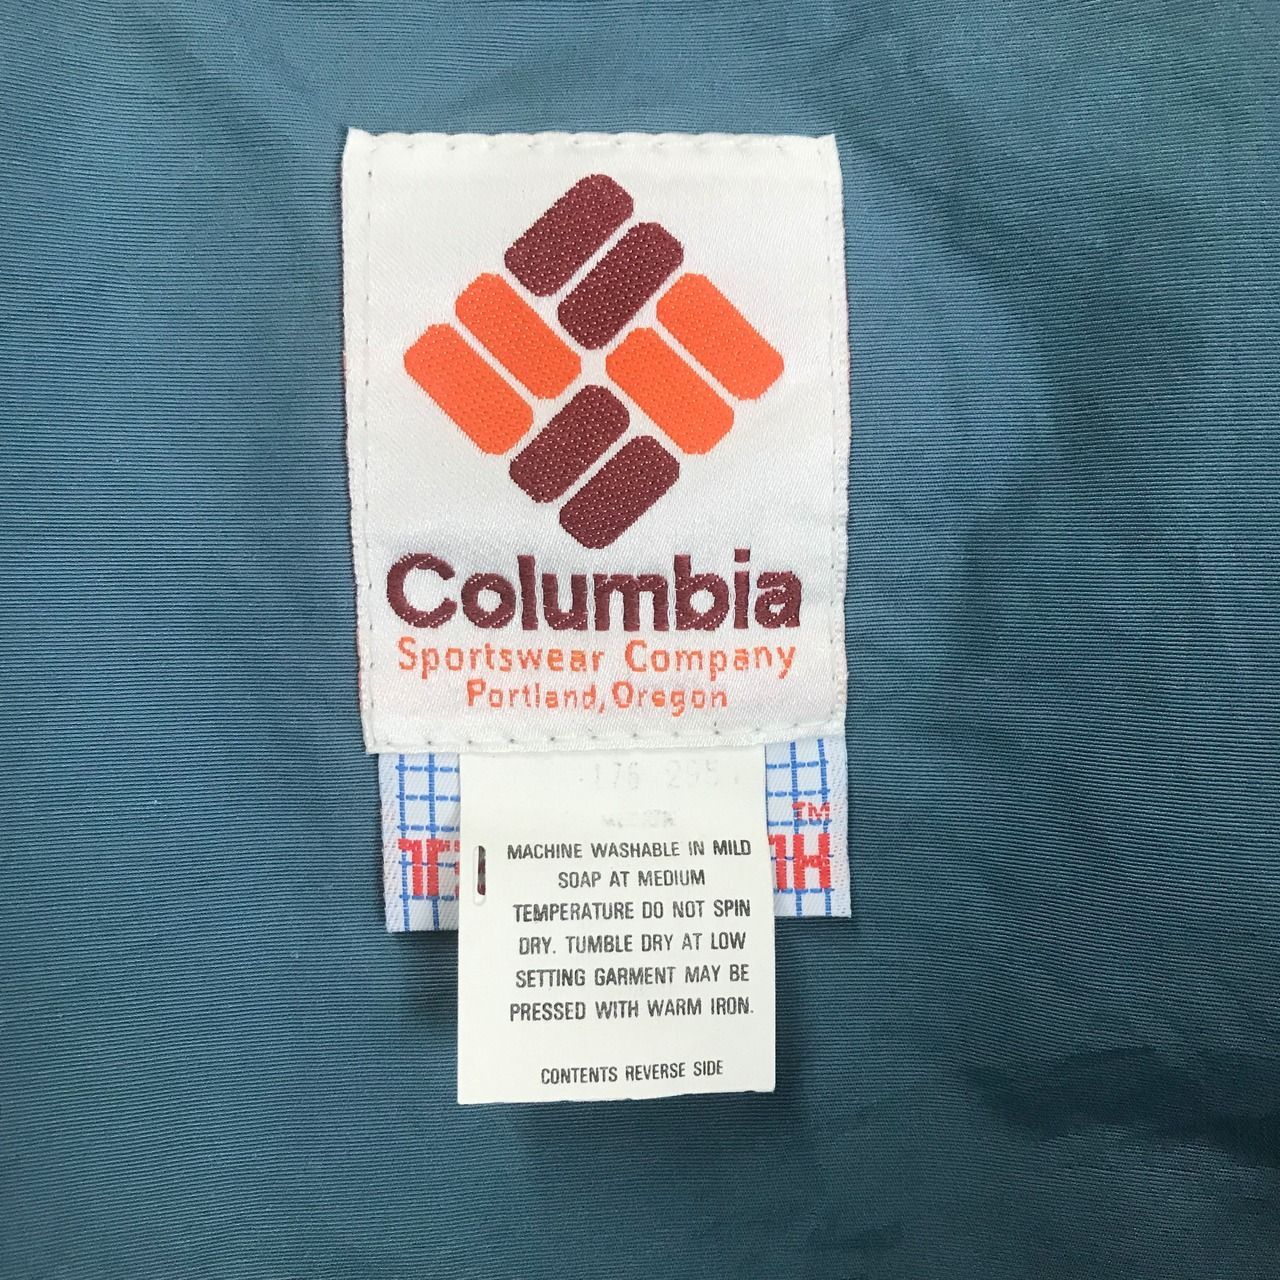 Columbia
Sportswear Company
Portland, Oregon
TM
MACHINE WASHABLE IN MILD
SOAP AT MEDIUM
TEMPERATURE DO NOT SPIN
DRY. TUMBLE DRY AT LOW
SETTING GARMENT MAY BE
PRESSED WITH WARM IRON.
CONTENTS REVERSE SIDE